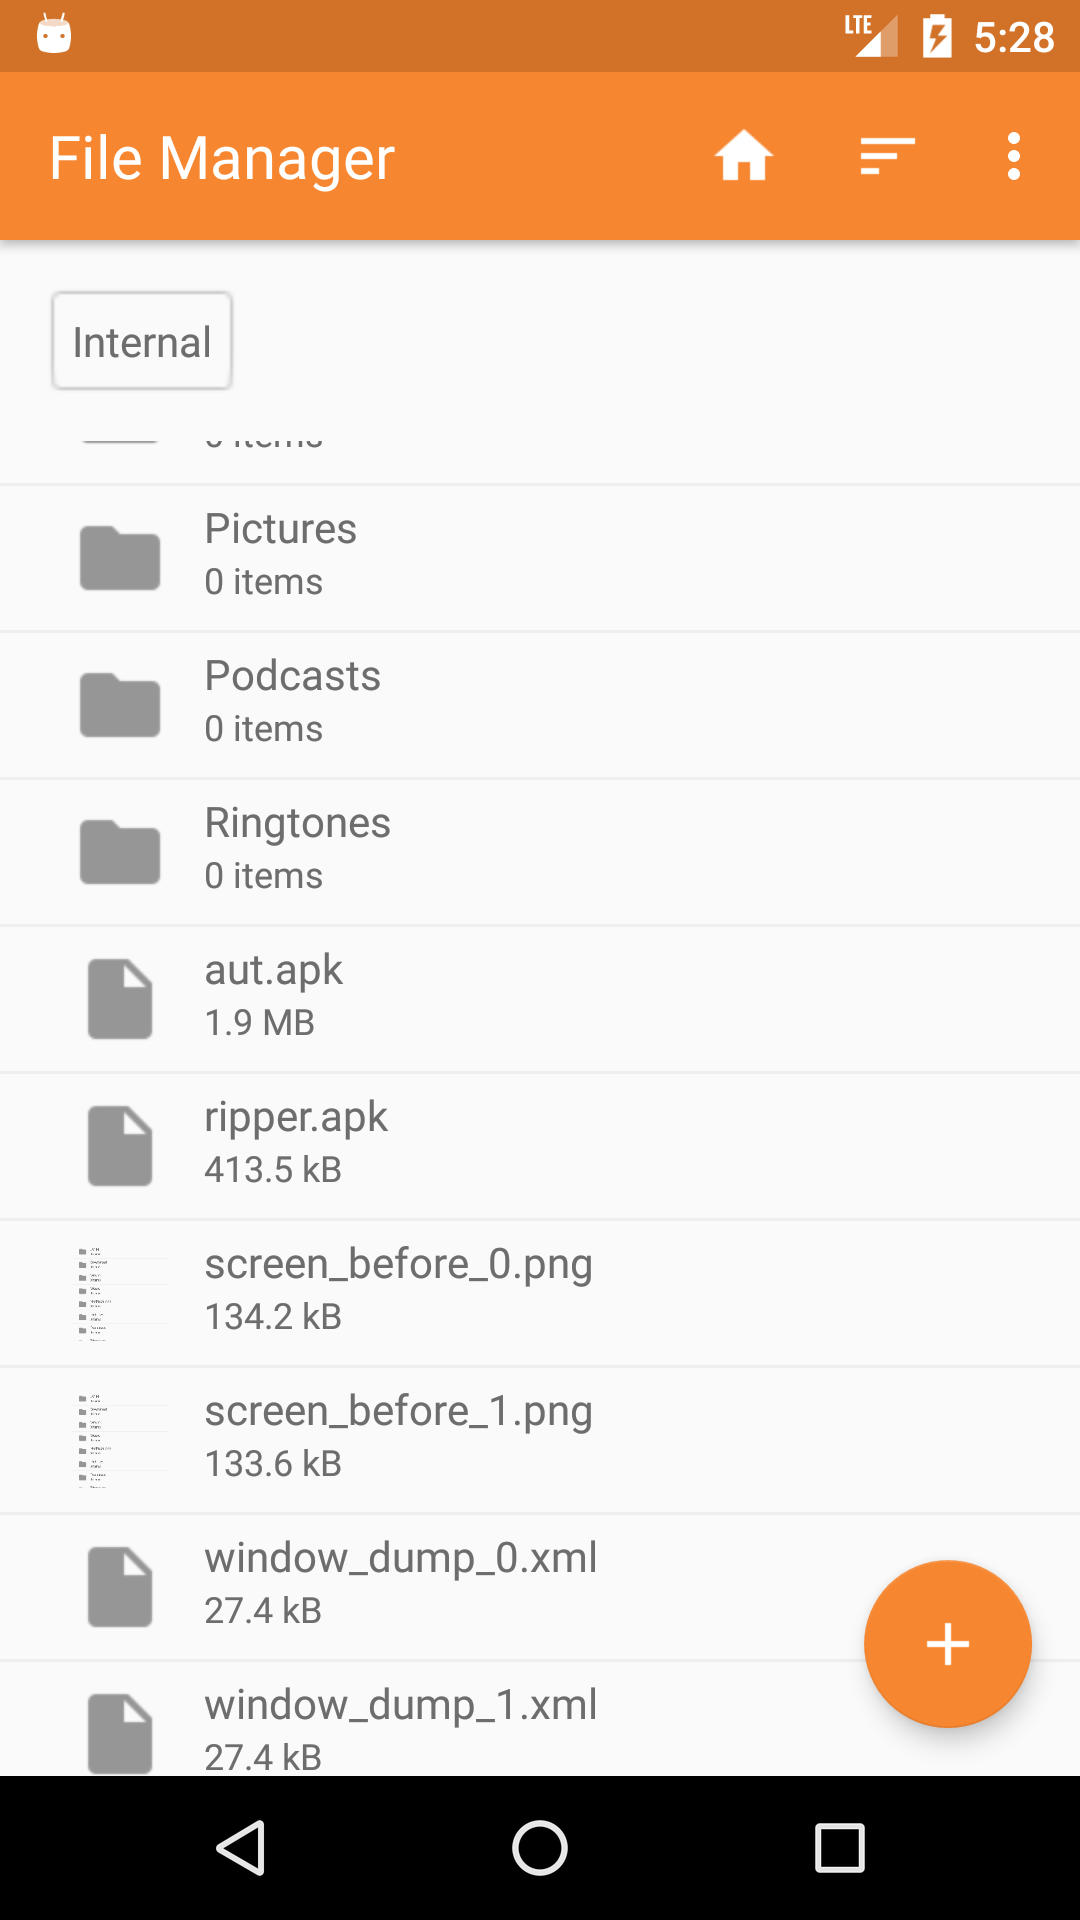 LTE 5:28
File Manager
Internal
0 items
Pictures
0 items
Podcasts
0 items
Ringtones
0 items
aut.apk
1.9 MB
ripper.apk
413.5 kB
screen_before_0.png
134.2 kB
screen_before_1.png
133.6 kB
window_dump_0.xml
27.4 kB
window_dump_1.xml
27.4 kB